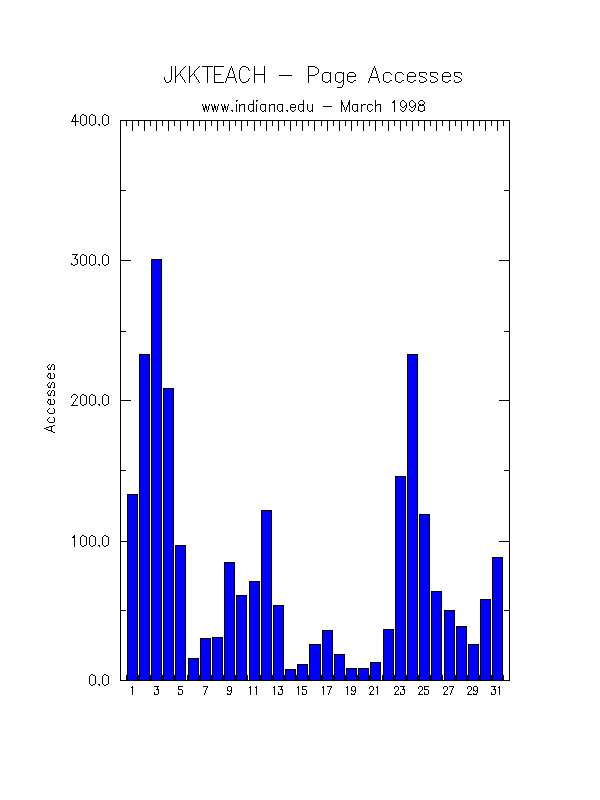 JKKTEACH – Page Accesses
www.indiana.edu – March 1998
400.0
300.0
200.0
100.0
0.0
Accesses
1 3 5 7 9 11 13 15 17 19 21 23 25 27 29 31